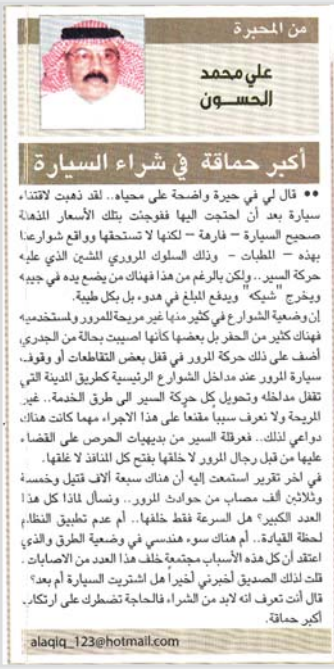 من المحبرة
علي محمد
الحســون
أكبر حماقة في شراء السيارة
•• قال لي في حيرة واضحة على محياه.. لقد ذهبت لاقتناء
سيارة بعد أن احتجت اليها ففوجئت بتلك الأسعار المذهلة
صحيح السيارة – فارهة – لكنها لا تستحقها وواقع شوارعنا
بهذه – المطبات – وذلك السلوك المروري المشين الذي عليه
حركة السير.. ولكن بالرغم من هذا فهناك من يضع يده في جيبه
ويخرج "شيكه" ويدفع المبلغ في هدوء بل بكل طيبة.
إن وضعية الشوارع في كثير منها غير مريحة للمرور ولمستخدميه
فهناك كثير من الحفر بل بعضها كأنها اصيبت بحالة من الجدري
أضف على ذلك حركة المرور في قفل بعض التقاطعات أو وقوف
سيارة المرور عند مداخل الشوارع الرئيسية كطريق المدينة التي
تقفل مداخله وتحويل كل حركة السير الى طرق الخدمة.. غير
المريحة ولا نعرف سبباً مقنعاً على هذا الاجراء مهما كانت هناك
دواعي لذلك.. فعرقلة السير من بديهيات الحرص على القضاء
عليها من قبل رجال المرور لا خلقها بفتح كل المنافذ لا غلقها.
في اخر تقرير استمعت إليه أن هناك سبعة آلاف قتيل وخمسة
وثلاثين ألف مصاب من حوادث المرور.. ونسأل لماذا كل هذا
العدد الكبير؟ هل السرعة فقط خلفها.. أم عدم تطبيق النظام
لحظة القيادة.. أم هناك سوء هندسي في وضعية الطرق والذي
اعتقد أن كل هذه الأسباب مجتمعة خلف هذا العدد من الاصابات.
قلت لذلك الصديق أخبرني أخيراً هل اشتريت السيارة أم بعد؟
قال أنت تعرف انه لابد من الشراء فالحاجة تضطرك على ارتكاب
أكبر حماقة.
alaqiq_123@hotmail.com